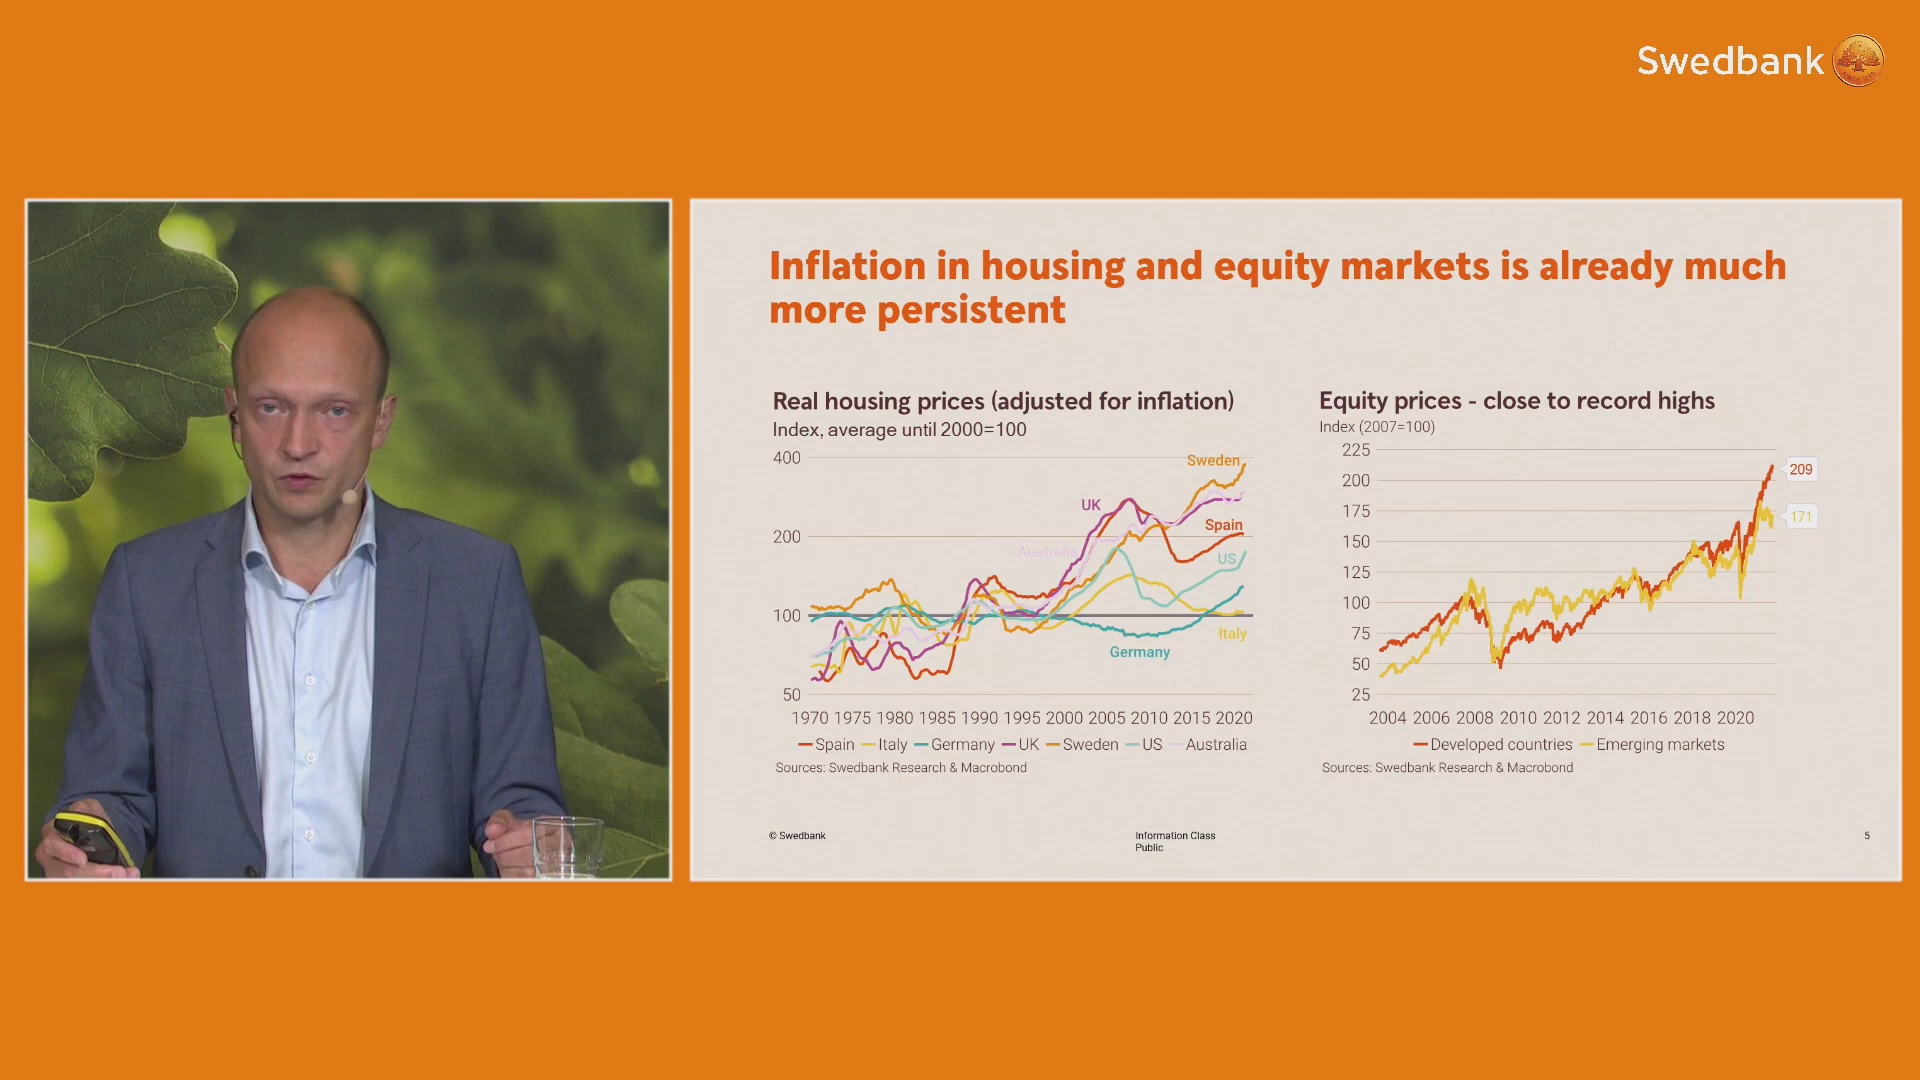 Swedbank
Inflation in housing and equity markets is already much
more persistent
Real housing prices (adjusted for inflation)
Index, average until 2000=100
400
200
100
50
Sweden
UK
Spain
Australia
US
Italy
Germany
1970 1975 1980 1985 1990 1995 2000 2005 2010 2015 2020
Spain Italy Germany UK Sweden US Australia
Sources: Swedbank Research & Macrobond
Equity prices - close to record highs
Index (2007=100)
225
200
175
150
125
100
75
50
25
209
171
2004 2006 2008 2010 2012 2014 2016 2018 2020
Developed countries Emerging markets
Sources: Swedbank Research & Macrobond
© Swedbank
Information Class
Public
5